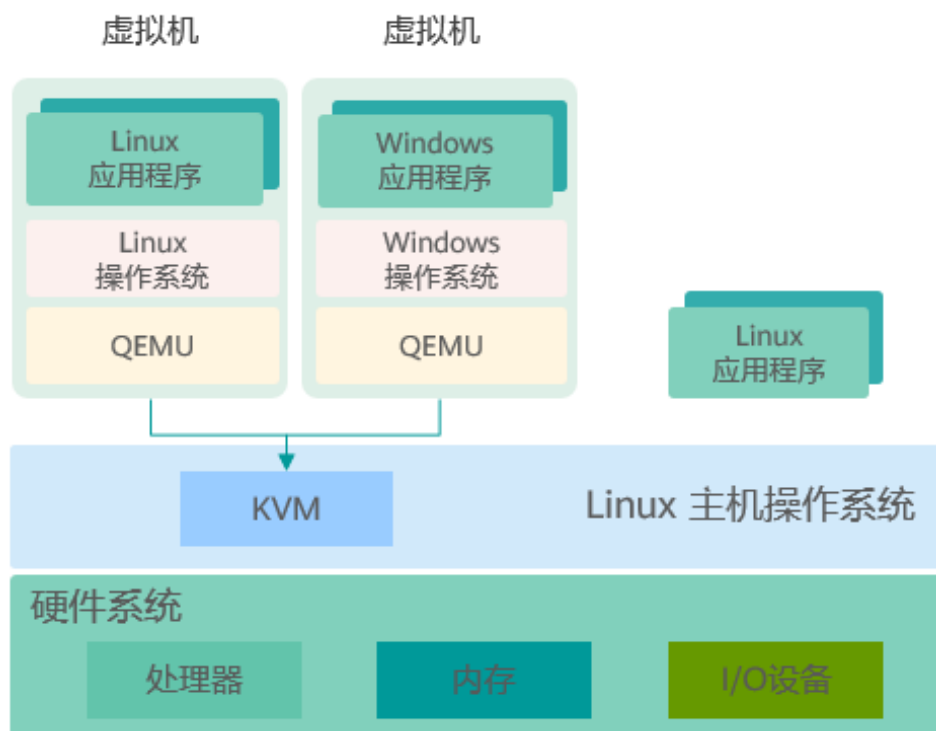 虚拟机
虚拟机
Linux
应用程序
Windows
应用程序
Linux
操作系统
Windows
操作系统
QEMU
QEMU
Linux
应用程序
KVM
Linux 主机操作系统
硬件系统
处理器
内存
I/O设备